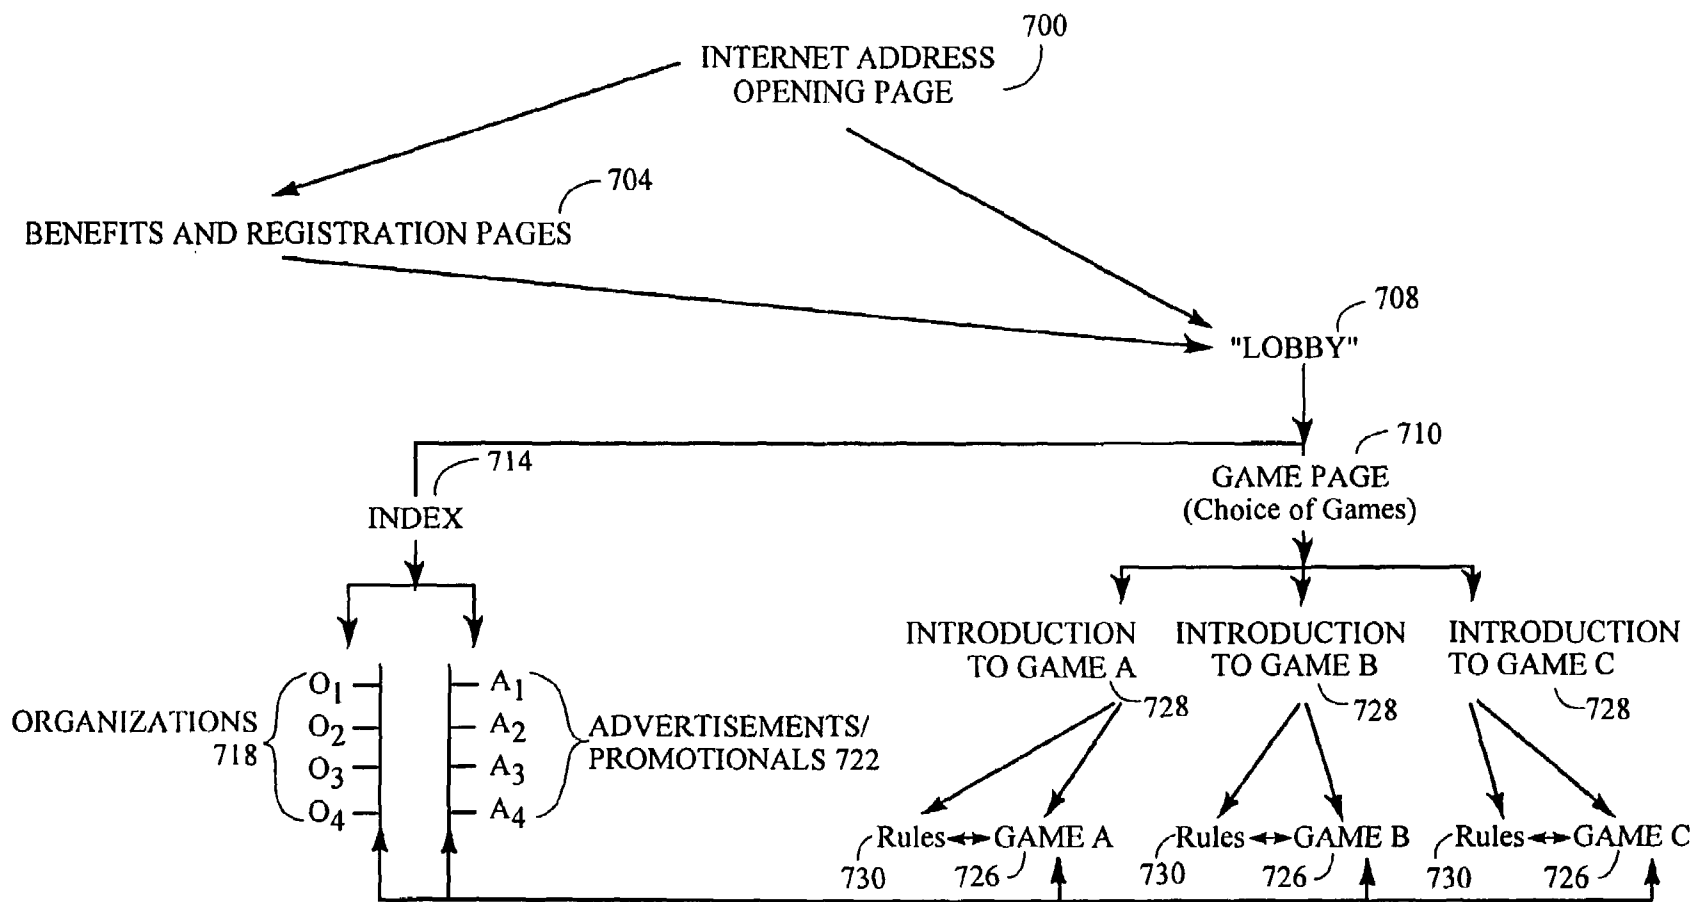 700
INTERNET ADDRESS
OPENING PAGE
704
BENEFITS AND REGISTRATION PAGES
708
"LOBBY"
710
GAME PAGE
(Choice of Games)
714
INDEX
INTRODUCTION
TO GAME A
728
INTRODUCTION
TO GAME B
728
INTRODUCTION
TO GAME C
728
ORGANIZATIONS
718
O1
O2
O3
O4
A1
A2
A3
A4
ADVERTISEMENTS/
PROMOTIONALS 722
Rules GAME A
730 726
Rules GAME B
730 726
Rules GAME C
730 726